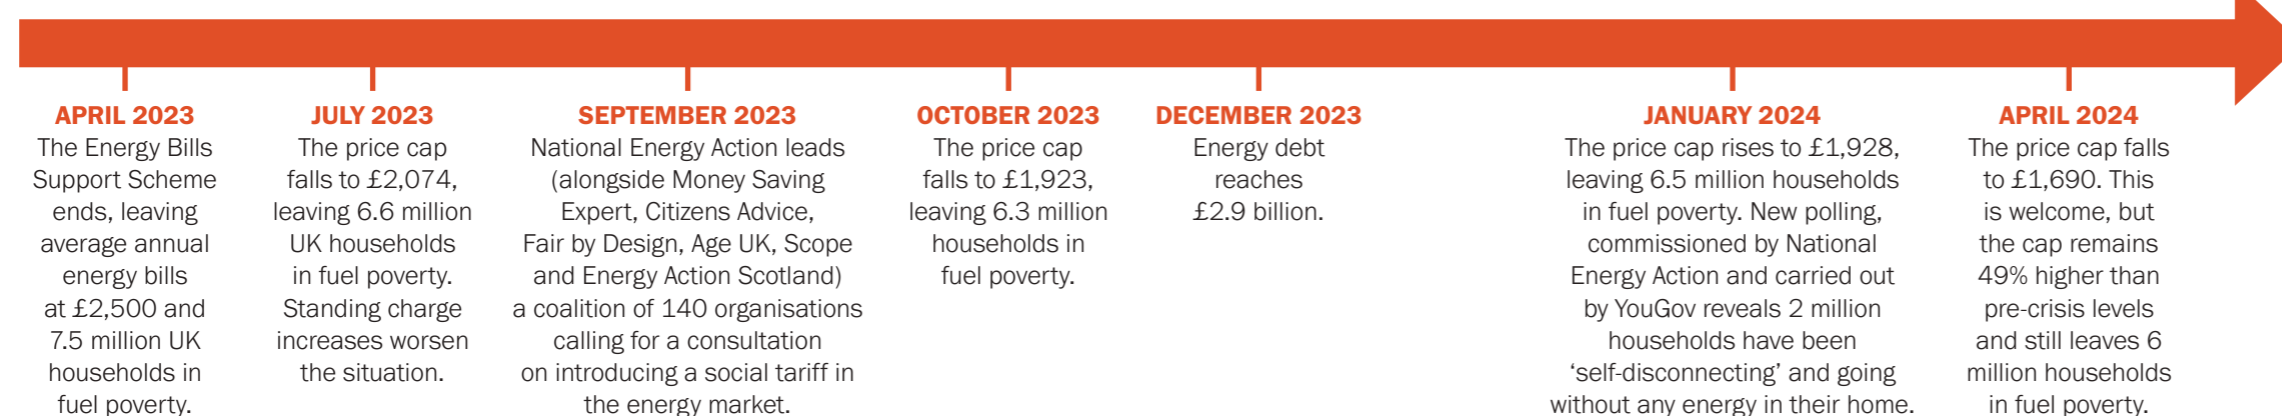 APRIL 2023
The Energy Bills
Support Scheme
ends, leaving
average annual
energy bills
at £2,500 and
7.5 million UK
households in
fuel poverty.
JULY 2023
The price cap
falls to £2,074,
leaving 6.6 million
UK households
in fuel poverty.
Standing charge
increases worsen
the situation.
SEPTEMBER 2023
National Energy Action leads
(alongside Money Saving
Expert, Citizens Advice,
Fair by Design, Age UK, Scope
and Energy Action Scotland)
a coalition of 140 organisations
calling for a consultation
on introducing a social tariff in
the energy market.
OCTOBER 2023
The price cap
falls to £1,923,
leaving 6.3 million
households in
fuel poverty.
DECEMBER 2023
Energy debt
reaches
£2.9 billion.
JANUARY 2024
The price cap rises to £1,928,
leaving 6.5 million households
in fuel poverty. New polling,
commissioned by National
Energy Action and carried out
by YouGov reveals 2 million
households have been
‘self-disconnecting’ and going
without any energy in their home.
APRIL 2024
The price cap falls
to £1,690. This
is welcome, but
the cap remains
49% higher than
pre-crisis levels
and still leaves 6
million households
in fuel poverty.